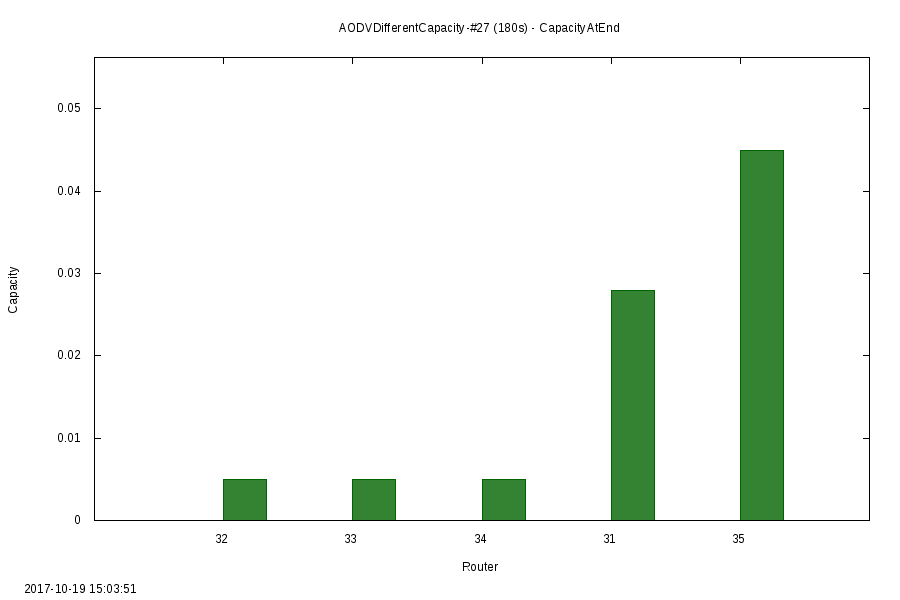 AODVDifferentCapacity-#27 (180s) - CapacityAtEnd
0.05
0.04
0.03
0.02
0.01
0
Capacity
32 33 34 31 35
Router
2017-10-19 15:03:51